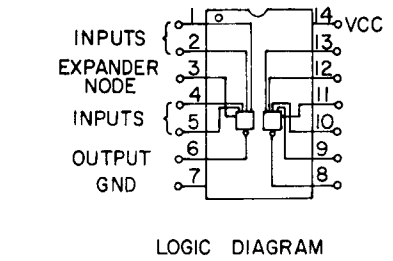 1 14 VCC
INPUTS 2 13
EXPANDER NODE 3 12
4 11
INPUTS 5 10
OUTPUT 6 9
GND 7 8
LOGIC DIAGRAM